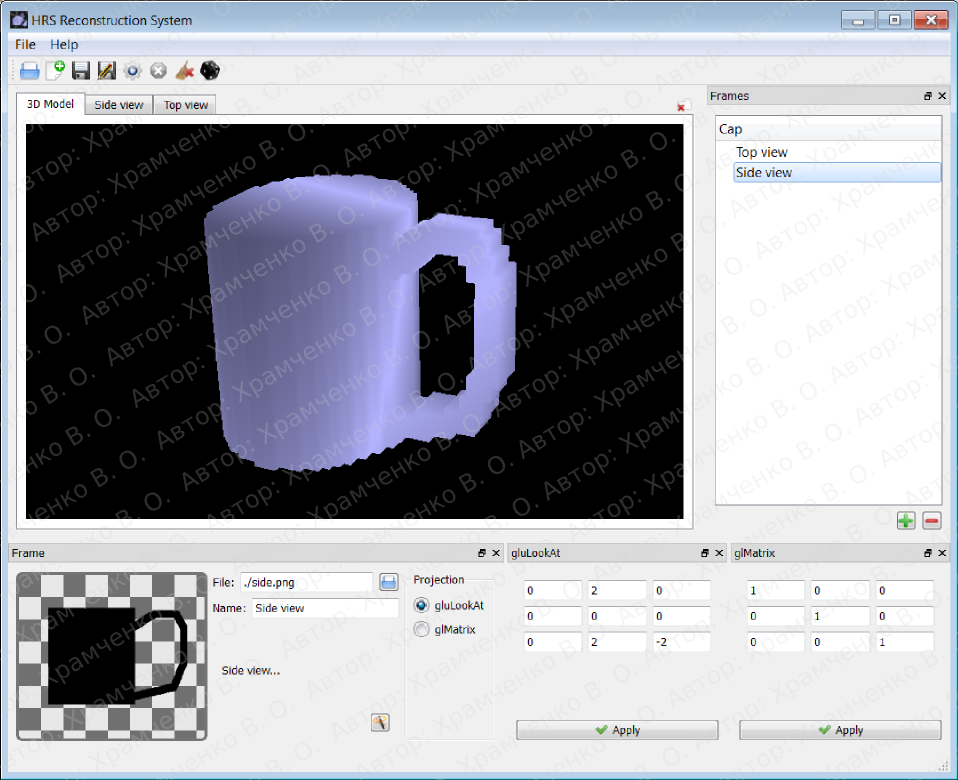 HRS Reconstruction System
File Help
3D Model Side view Top view
Frames
Cap
Top view
Side view
Frame
gluLookAt
glMatrix
File: ./side.png
Name: Side view
Side view...
Projection
gluLookAt
glMatrix
0 2 0
0 0 0
0 2 -2
Apply
1 0 0
0 1 0
0 0 1
Apply
Автор: Храмченко В. О.